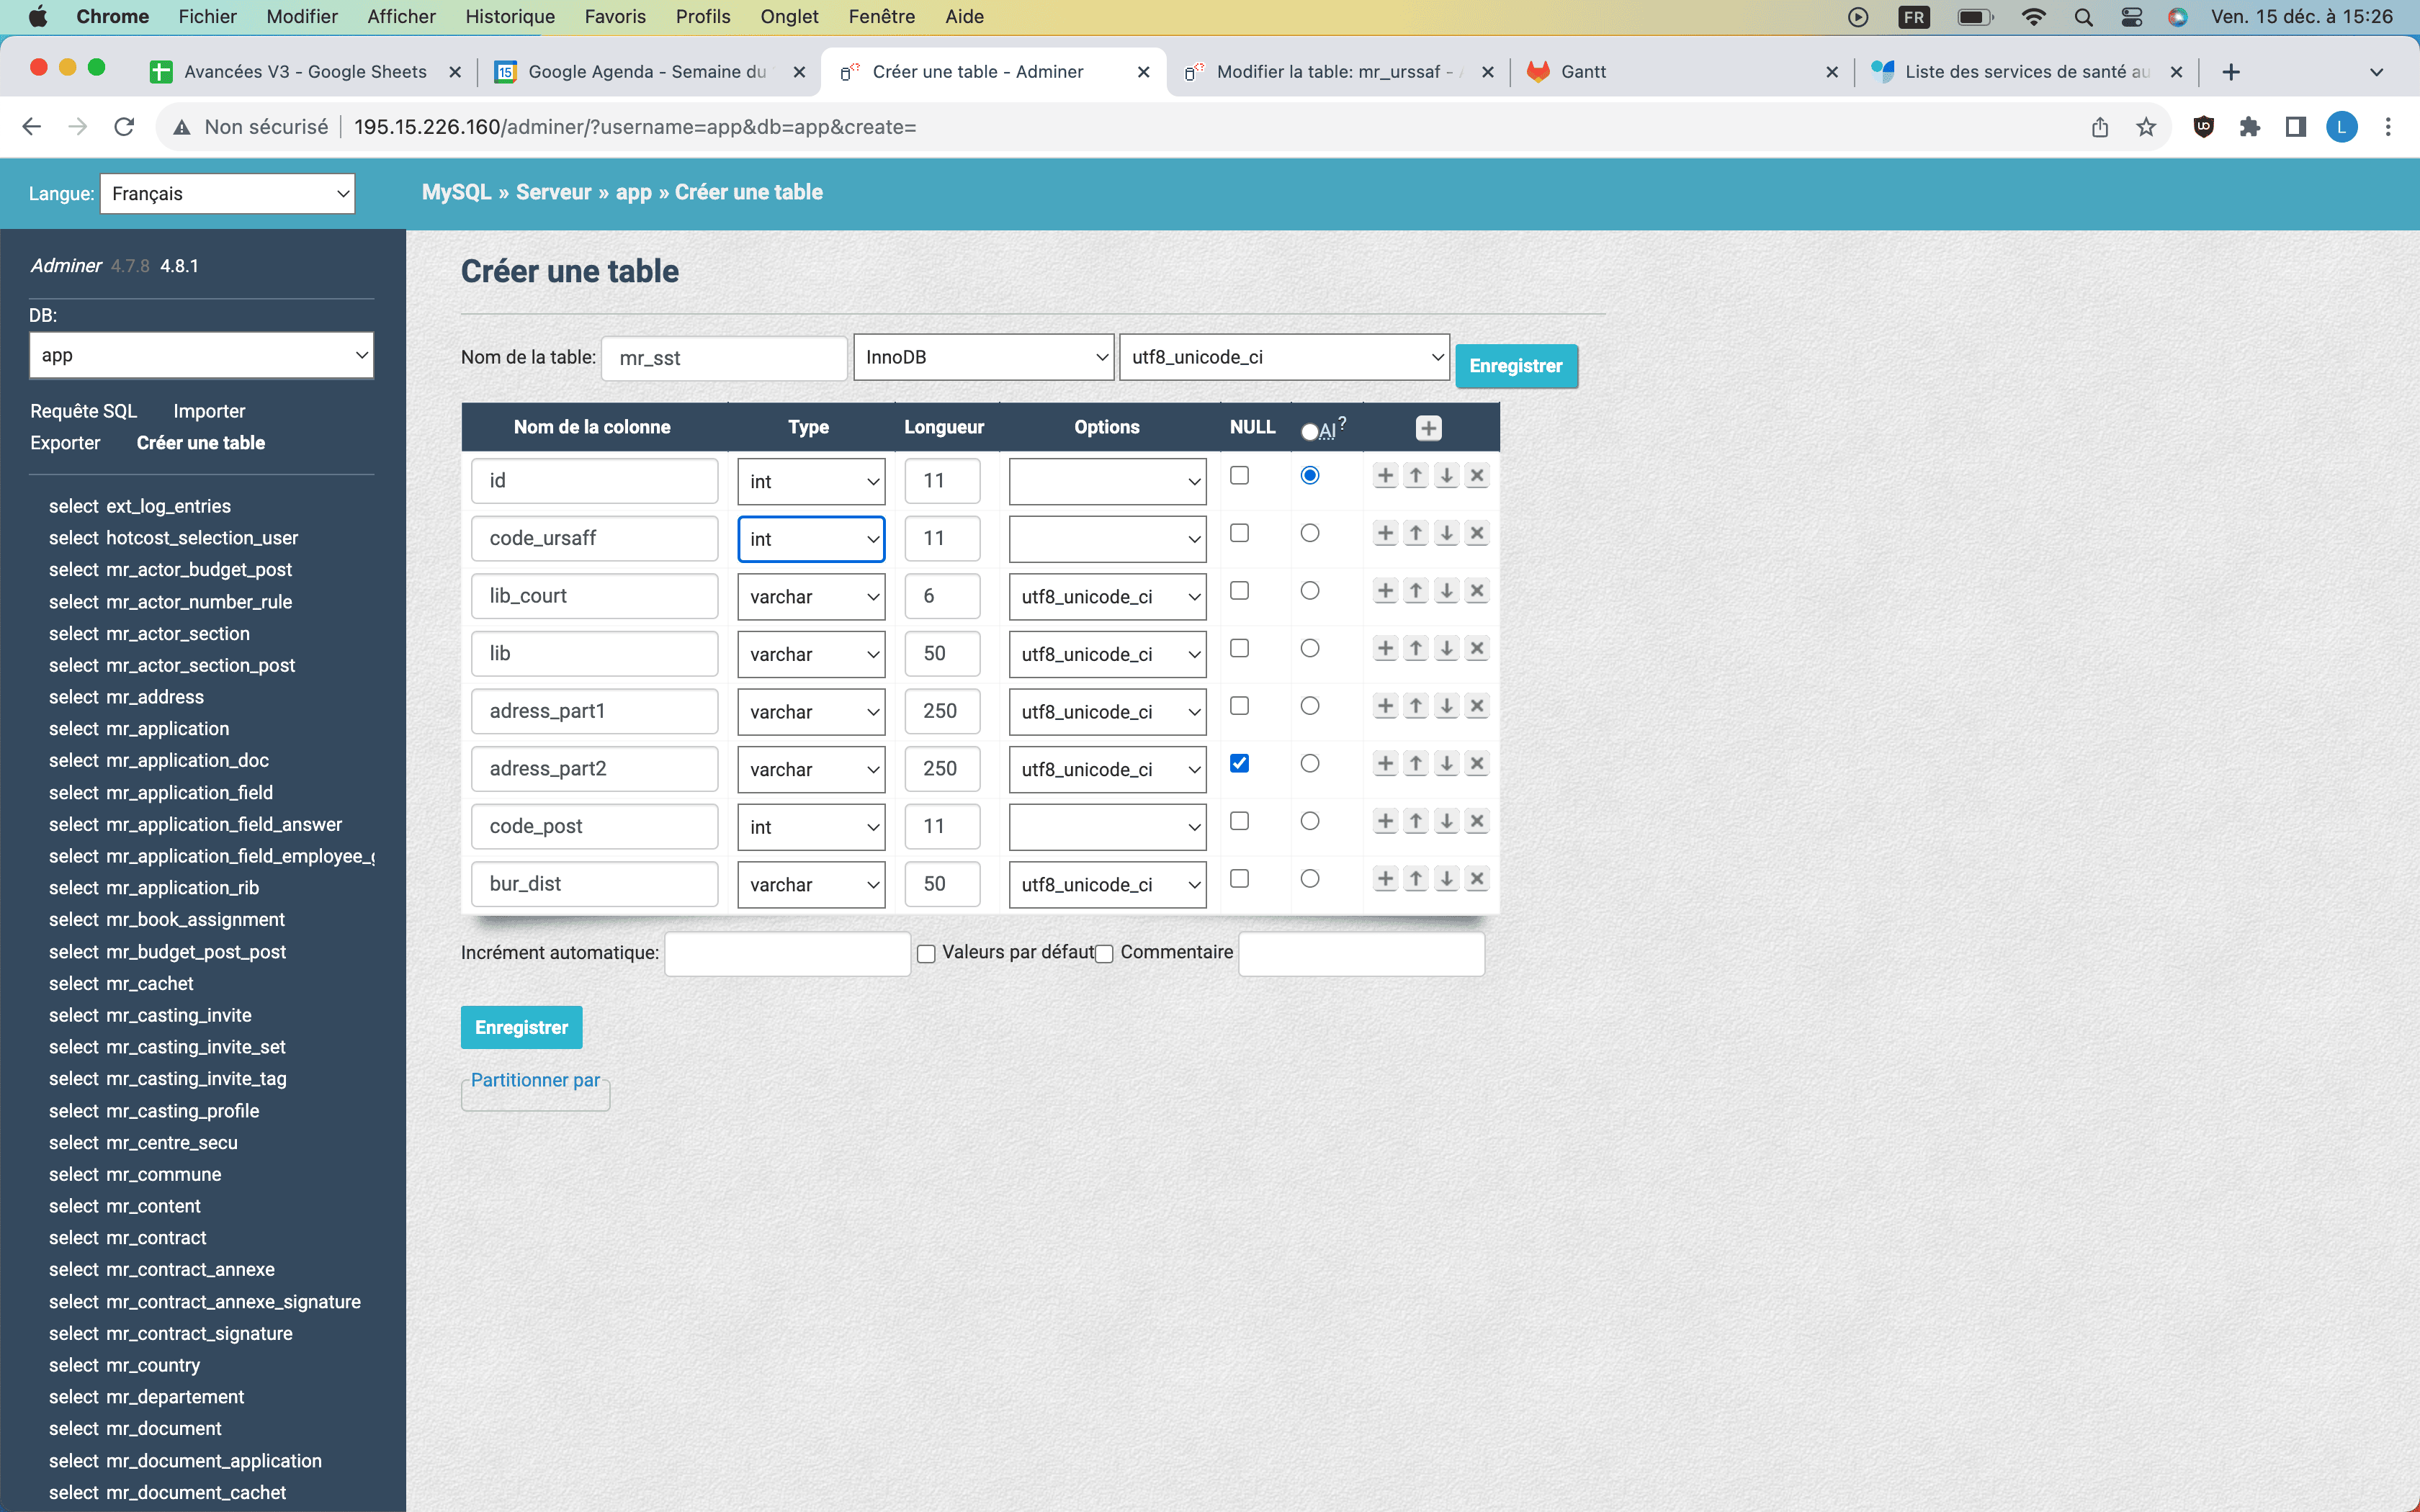 Chrome Fichier Modifier Afficher Historique Favoris Profils Onglet Fenêtre Aide FR Ven. 15 déc. à 15:26
Avancées V3 - Google Sheets 15 Google Agenda - Semaine du Créer une table - Adminer Modifier la table: mr_urssaf - Gantt Liste des services de santé au
Non sécurisé 195.15.226.160/adminer/?username=app&db=app&create= L
Langue: Français MySQL » Serveur » app » Créer une table
Adminer 4.7.8 4.8.1
DB:
app
Requête SQL Importer
Exporter Créer une table
select ext_log_entries
select hotcost_selection_user
select mr_actor_budget_post
select mr_actor_number_rule
select mr_actor_section
select mr_actor_section_post
select mr_address
select mr_application
select mr_application_doc
select mr_application_field
select mr_application_field_answer
select mr_application_field_employee_
select mr_application_rib
select mr_book_assignment
select mr_budget_post_post
select mr_cachet
select mr_casting_invite
select mr_casting_invite_set
select mr_casting_invite_tag
select mr_casting_profile
select mr_centre_secu
select mr_commune
select mr_content
select mr_contract
select mr_contract_annexe
select mr_contract_annexe_signature
select mr_contract_signature
select mr_country
select mr_departement
select mr_document
select mr_document_application
select mr_document_cachet
Créer une table
Nom de la table: mr_sst InnoDB utf8_unicode_ci Enregistrer
Nom de la colonne Type Longueur Options NULL AI ?
id int 11
code_ursaff int 11
lib_court varchar 6 utf8_unicode_ci
lib varchar 50 utf8_unicode_ci
adress_part1 varchar 250 utf8_unicode_ci
adress_part2 varchar 250 utf8_unicode_ci
code_post int 11
bur_dist varchar 50 utf8_unicode_ci
Incrément automatique: Valeurs par défaut Commentaire
Enregistrer
Partitionner par